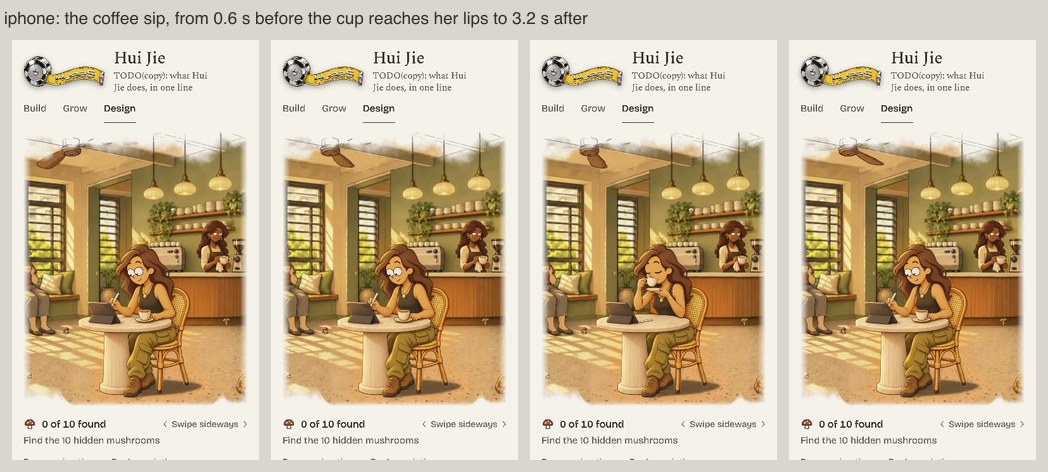 iphone: the coffee sip, from 0.6 s before the cup reaches her lips to 3.2 s after
Hui Jie
TODO(copy): what Hui
Jie does, in one line
Build Grow Design
0 of 10 found
‹ Swipe sideways ›
Find the 10 hidden mushrooms
Hui Jie
TODO(copy): what Hui
Jie does, in one line
Build Grow Design
0 of 10 found
‹ Swipe sideways ›
Find the 10 hidden mushrooms
Hui Jie
TODO(copy): what Hui
Jie does, in one line
Build Grow Design
0 of 10 found
‹ Swipe sideways ›
Find the 10 hidden mushrooms
Hui Jie
TODO(copy): what Hui
Jie does, in one line
Build Grow Design
0 of 10 found
‹ Swipe sideways ›
Find the 10 hidden mushrooms